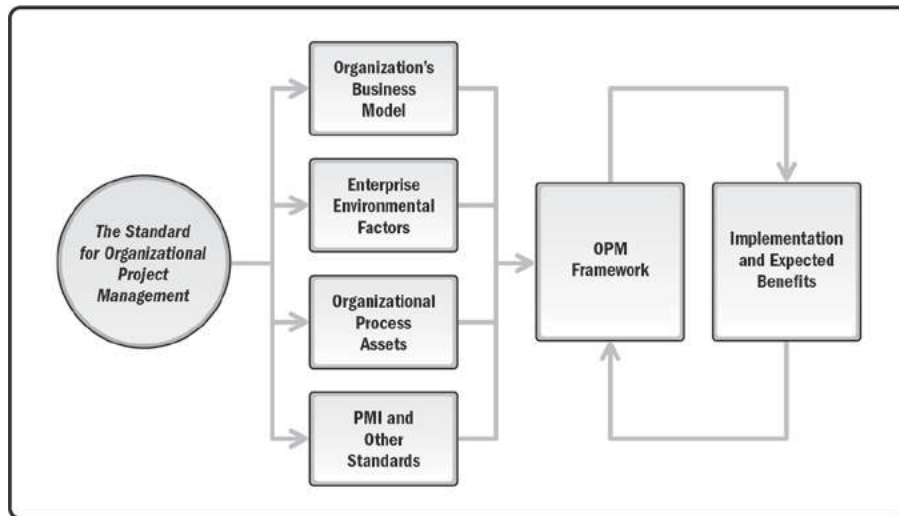 The Standard
for Organizational
Project
Management
Organization's
Business
Model
Enterprise
Environmental
Factors
Organizational
Process
Assets
PMI and
Other
Standards
OPM
Framework
Implementation
and Expected
Benefits